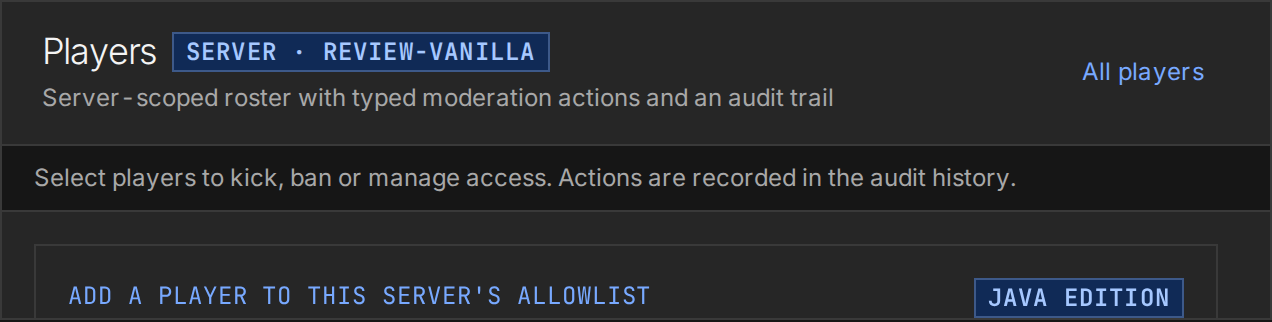 Players SERVER · REVIEW-VANILLA
Server-scoped roster with typed moderation actions and an audit trail
All players
Select players to kick, ban or manage access. Actions are recorded in the audit history.
ADD A PLAYER TO THIS SERVER'S ALLOWLIST
JAVA EDITION